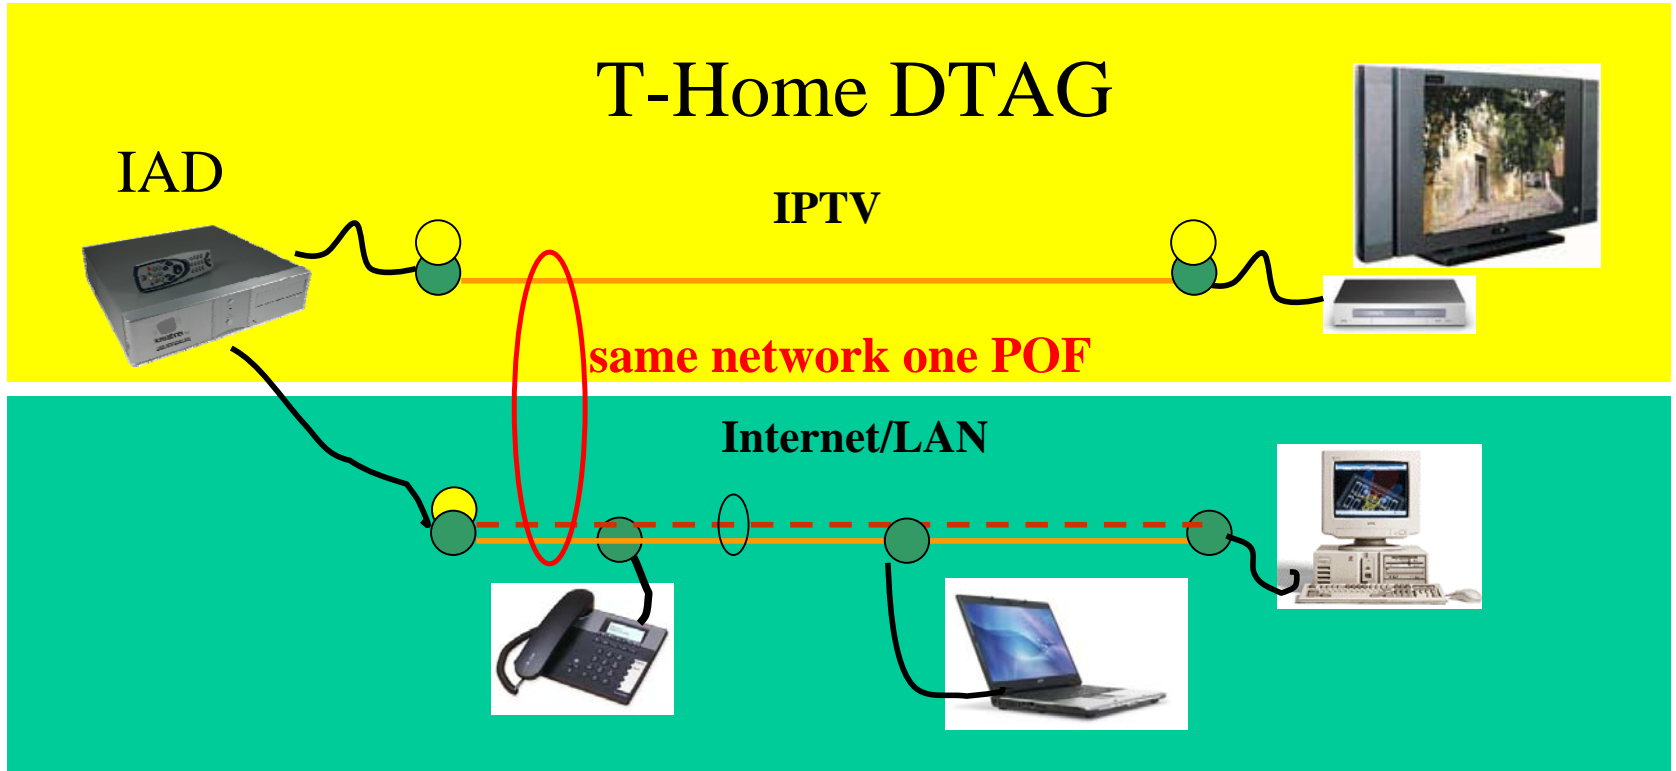 T-Home DTAG
IAD
IPTV
same network one POF
Internet/LAN